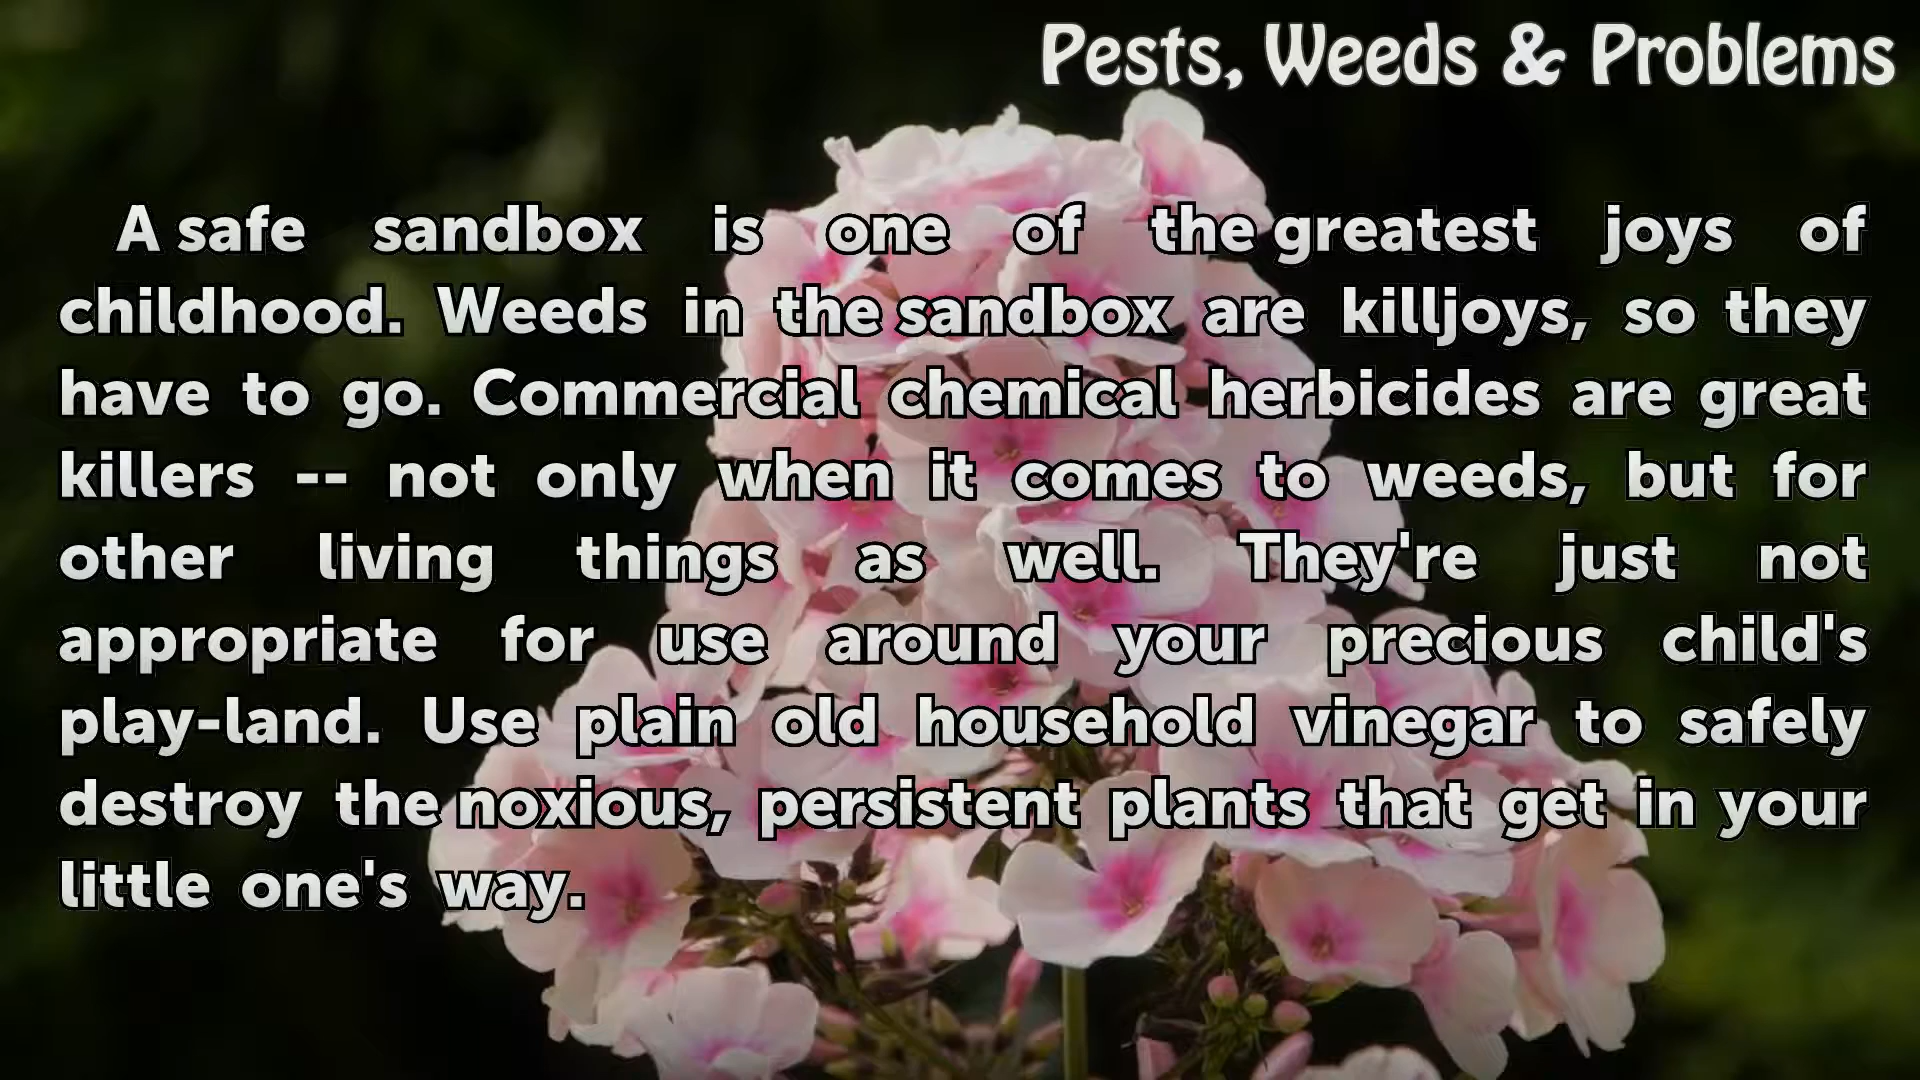 Pests, Weeds & Problems
A safe sandbox is one of the greatest joys of
childhood. Weeds in the sandbox are killjoys, so they
have to go. Commercial chemical herbicides are great
killers -- not only when it comes to weeds, but for
other living things as well. They're just not
appropriate for use around your precious child's
play-land. Use plain old household vinegar to safely
destroy the noxious, persistent plants that get in your
little one's way.